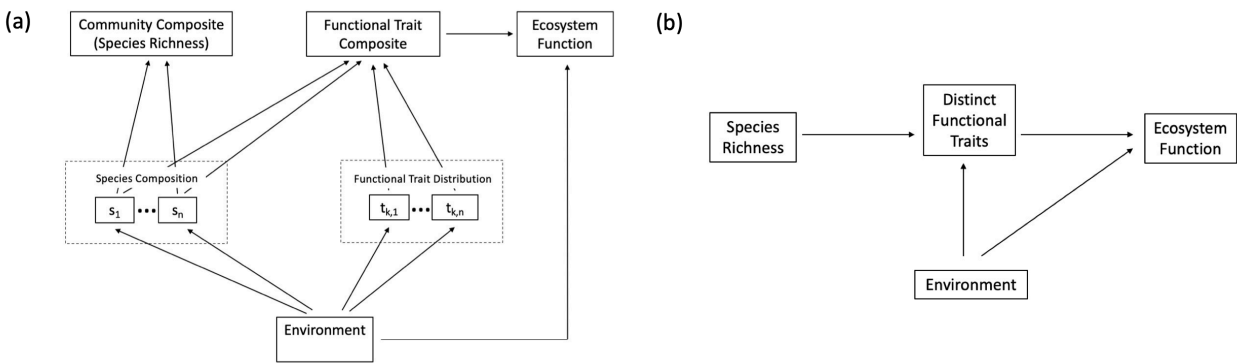 (a)
Community Composite
(Species Richness)
Functional Trait
Composite
Ecosystem
Function
Species Composition
s1
sn
Functional Trait Distribution
tk,1
tk,n
Environment
(b)
Species
Richness
Distinct
Functional
Traits
Ecosystem
Function
Environment